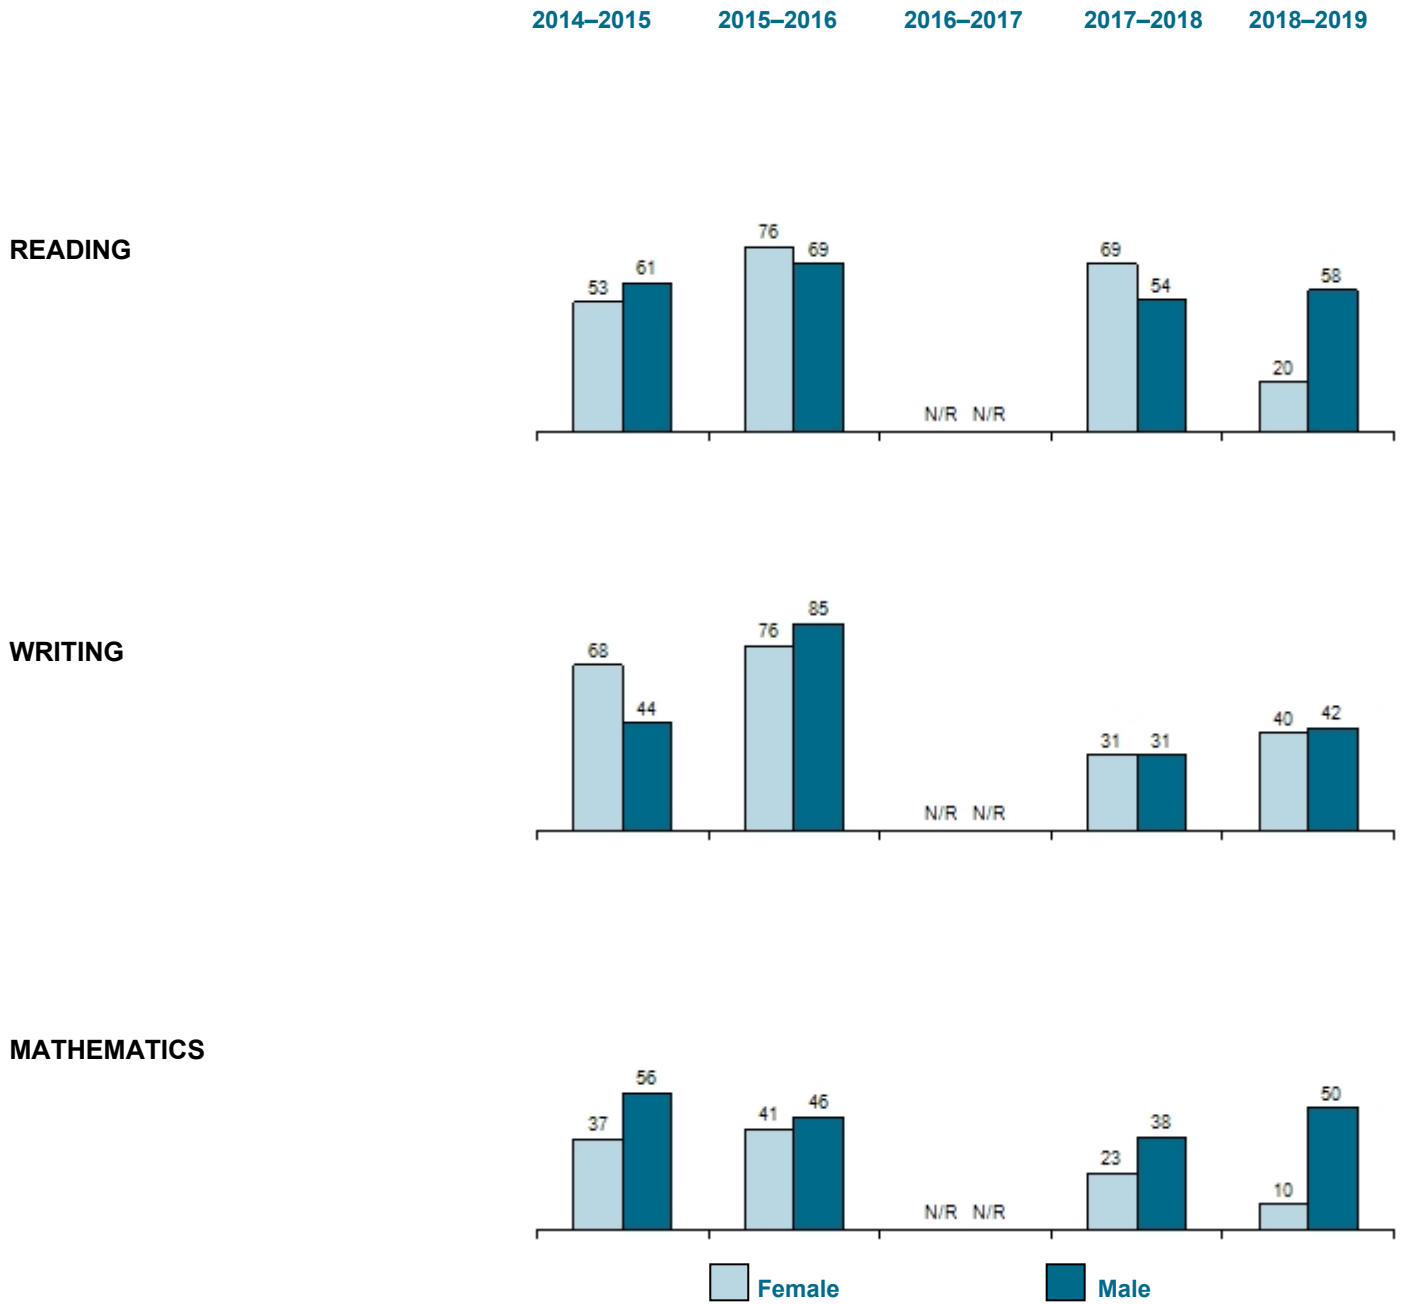 2014–2015 2015–2016 2016–2017 2017–2018 2018–2019
READING
53 61 76 69 N/R N/R 69 54 20 58
WRITING
68 44 76 85 N/R N/R 31 31 40 42
MATHEMATICS
37 56 41 46 N/R N/R 23 38 10 50
Female Male